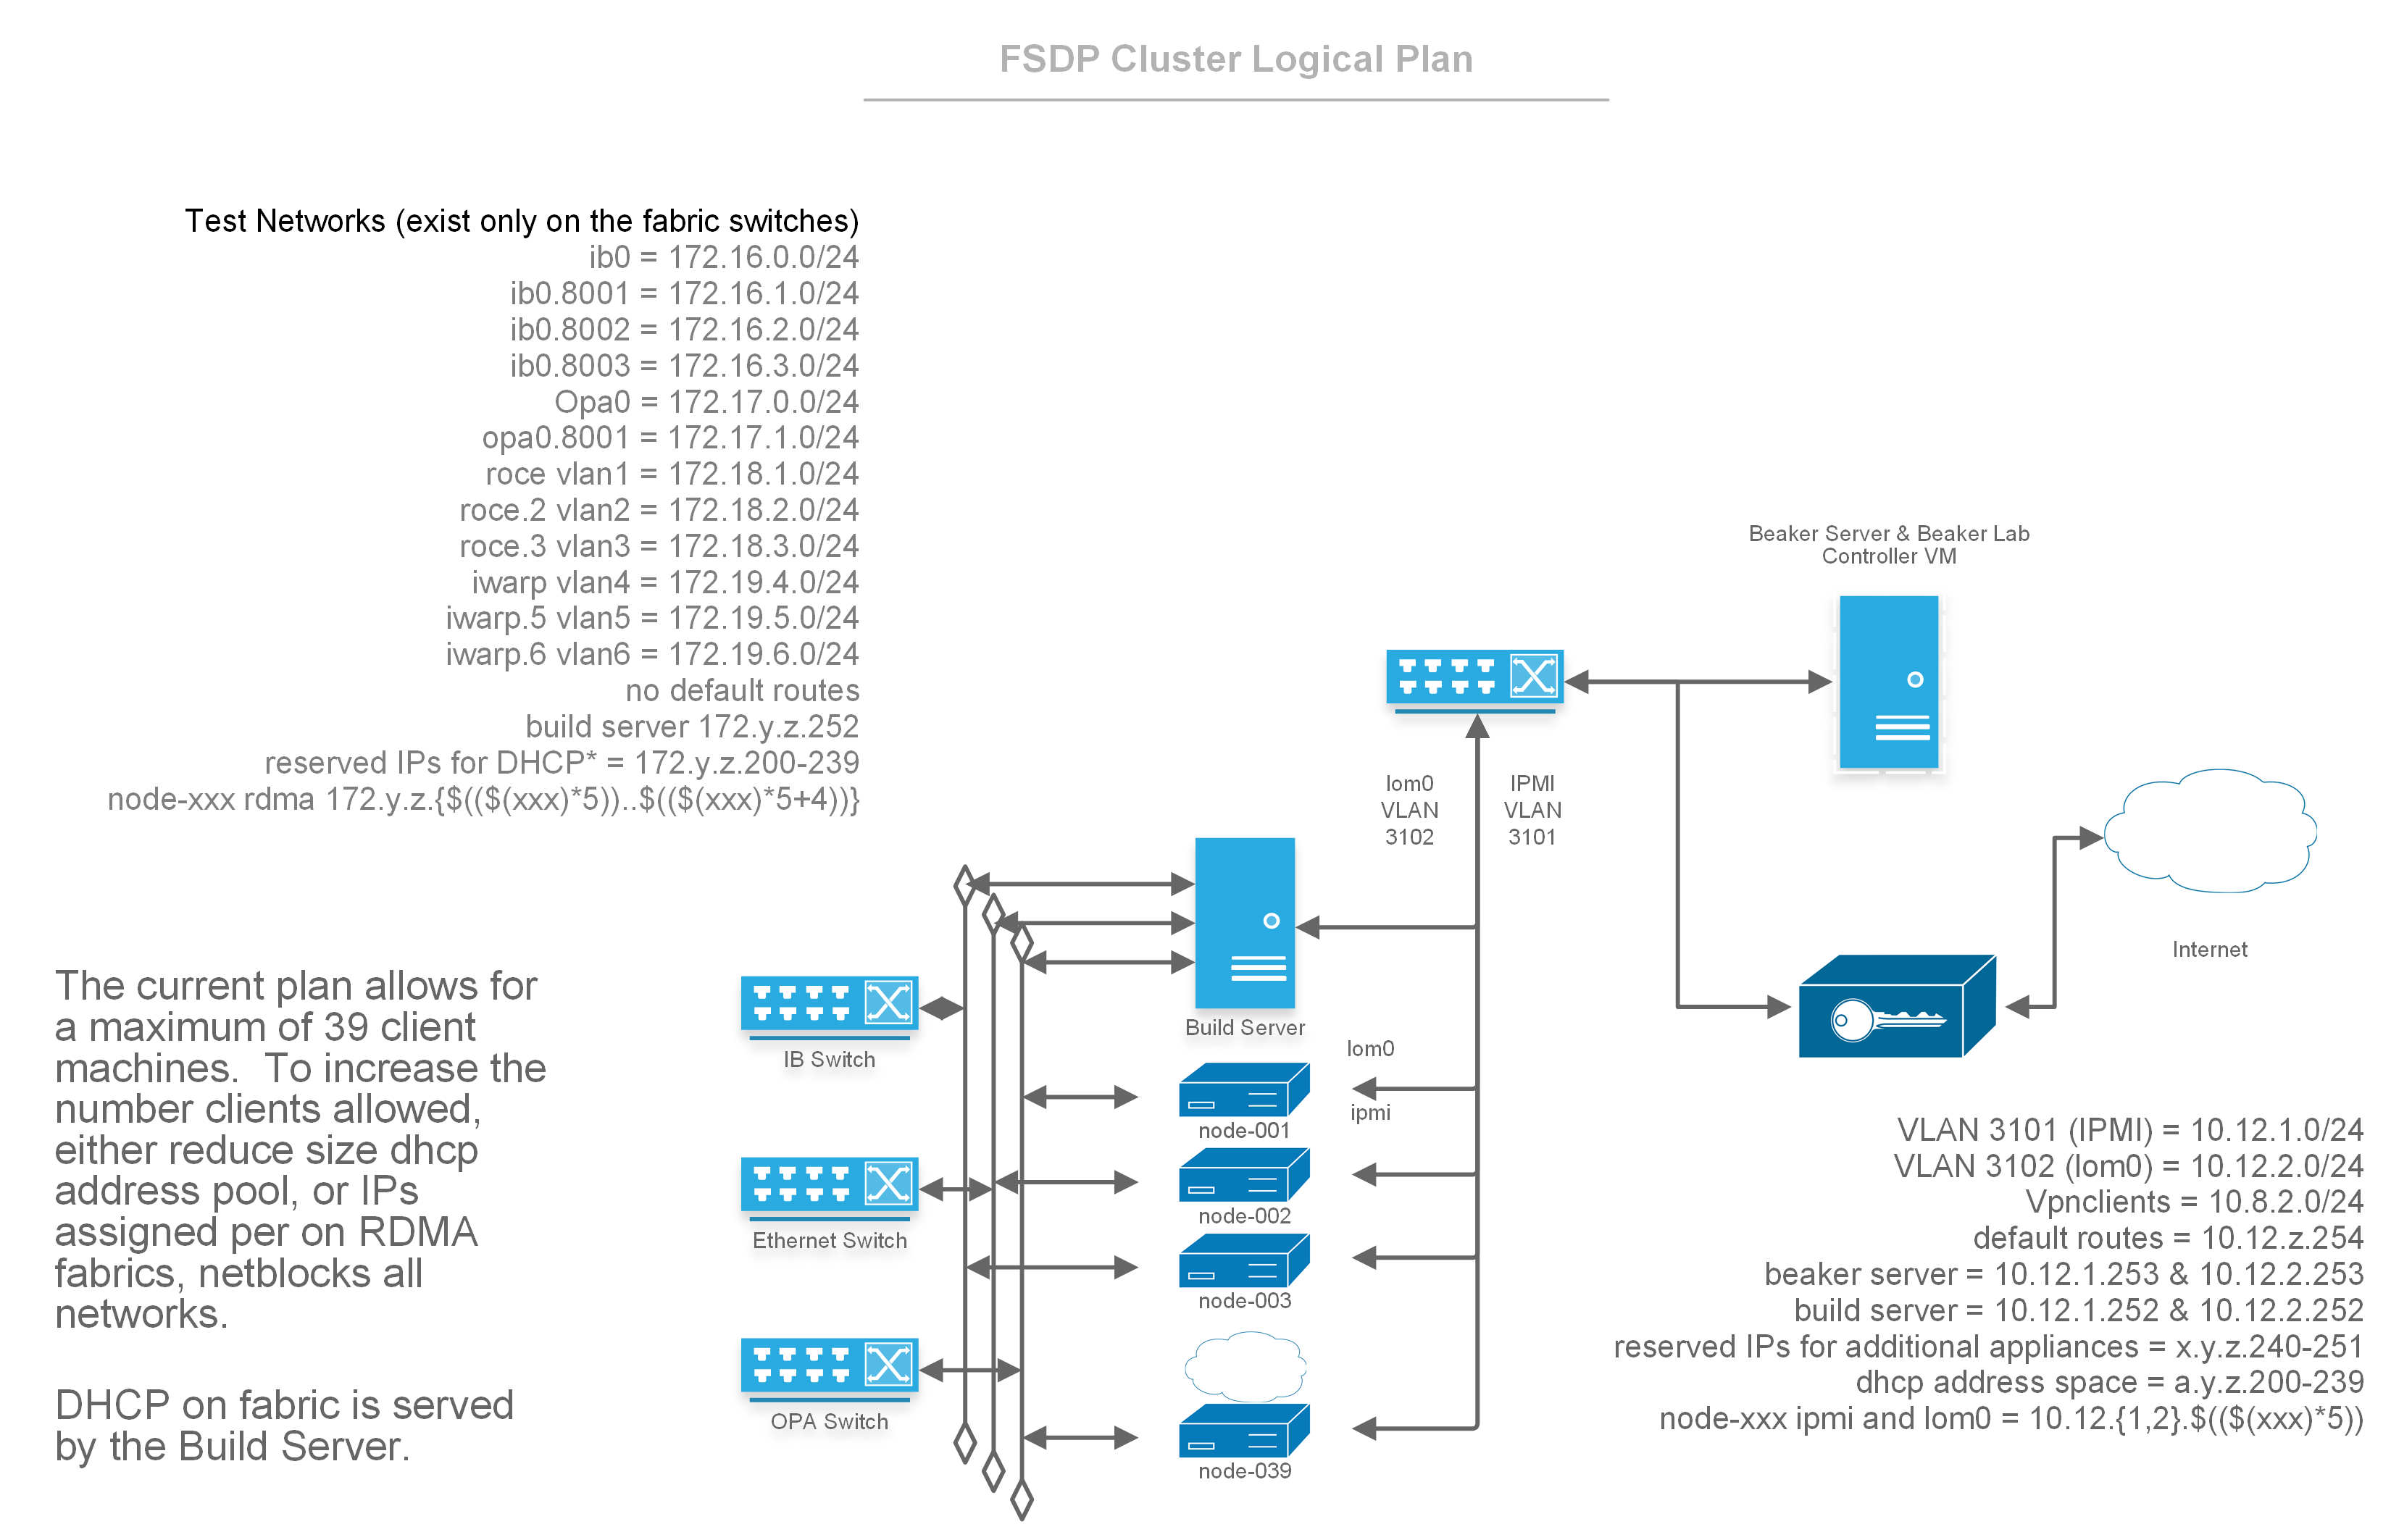 FSDP Cluster Logical Plan
Test Networks (exist only on the fabric switches)
ib0 = 172.16.0.0/24
ib0.8001 = 172.16.1.0/24
ib0.8002 = 172.16.2.0/24
ib0.8003 = 172.16.3.0/24
Opa0 = 172.17.0.0/24
opa0.8001 = 172.17.1.0/24
roce vlan1 = 172.18.1.0/24
roce.2 vlan2 = 172.18.2.0/24
roce.3 vlan3 = 172.18.3.0/24
iwarp vlan4 = 172.19.4.0/24
iwarp.5 vlan5 = 172.19.5.0/24
iwarp.6 vlan6 = 172.19.6.0/24
no default routes
build server 172.y.z.252
reserved IPs for DHCP* = 172.y.z.200-239
node-xxx rdma 172.y.z.{$(($(xxx)*5))..$(($(xxx)*5+4))}
Beaker Server & Beaker Lab
Controller VM
lom0
VLAN
3102
IPMI
VLAN
3101
Internet
Build Server
IB Switch
Ethernet Switch
OPA Switch
lom0
ipmi
node-001
node-002
node-003
node-039
The current plan allows for
a maximum of 39 client
machines.  To increase the
number clients allowed,
either reduce size dhcp
address pool, or IPs
assigned per on RDMA
fabrics, netblocks all
networks.
DHCP on fabric is served
by the Build Server.
VLAN 3101 (IPMI) = 10.12.1.0/24
VLAN 3102 (lom0) = 10.12.2.0/24
Vpnclients = 10.8.2.0/24
default routes = 10.12.z.254
beaker server = 10.12.1.253 & 10.12.2.253
build server = 10.12.1.252 & 10.12.2.252
reserved IPs for additional appliances = x.y.z.240-251
dhcp address space = a.y.z.200-239
node-xxx ipmi and lom0 = 10.12.{1,2}.$(($(xxx)*5))